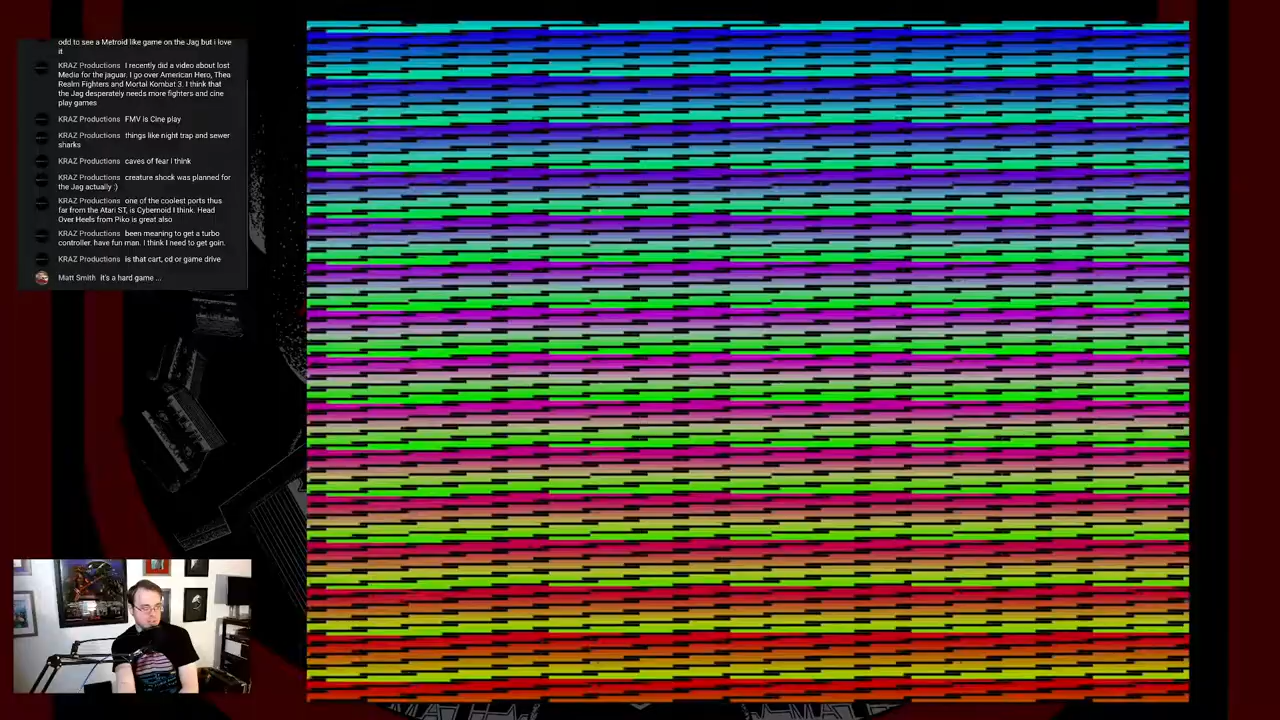 odd to see a Metroid like game on the Jag but i love
it
KRAZ Productions I recently did a video about lost
Media for the jaguar. I go over American Hero, Thea
Realm Fighters and Mortal Kombat 3. I think that
the Jag desperately needs more fighters and cine
play games
KRAZ Productions FMV is Cine play
KRAZ Productions things like night trap and sewer
sharks
KRAZ Productions caves of fear I think
KRAZ Productions creature shock was planned for
the Jag actually :)
KRAZ Productions one of the coolest ports thus
far from the Atari ST, is Cybernoid I think. Head
Over Heels from Piko is great also
KRAZ Productions been meaning to get a turbo
controller. have fun man. I think I need to get goin.
KRAZ Productions is that cart, cd or game drive
Matt Smith it's a hard game ...